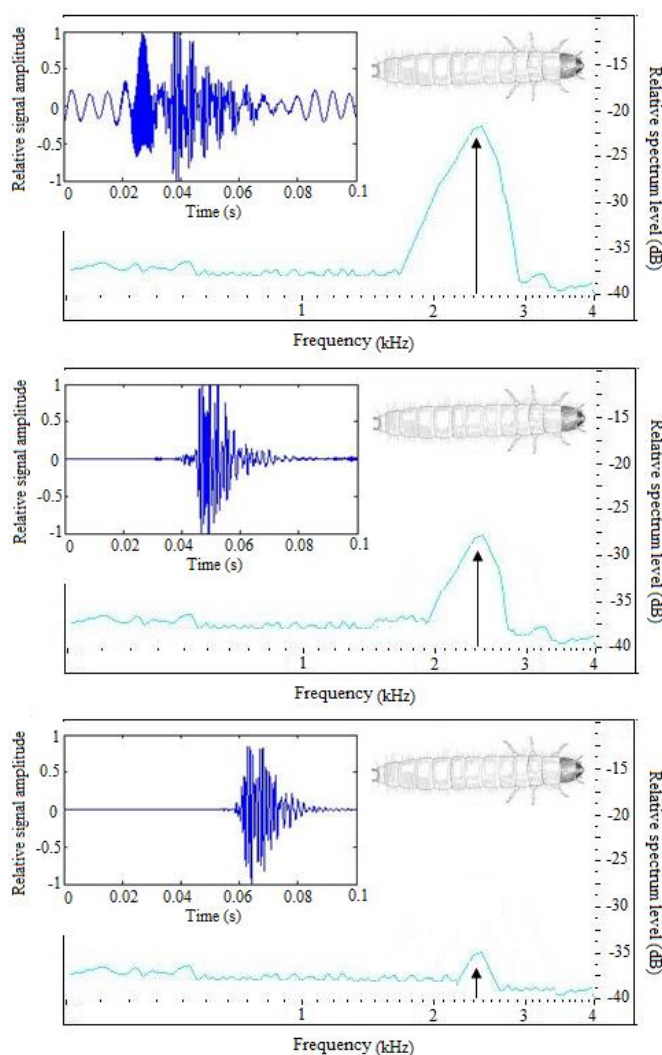 Relative signal amplitude
1
0.5
0
-0.5
-1
0 0.02 0.04 0.06 0.08 0.1
Time (s)
-15
-20
-25
-30
-35
-40
Relative spectrum level (dB)
1 2 3 4
Frequency (kHz)
Relative signal amplitude
1
0.5
0
-0.5
-1
0 0.02 0.04 0.06 0.08 0.1
Time (s)
-15
-20
-25
-30
-35
-40
Relative spectrum level (dB)
1 2 3 4
Frequency (kHz)
Relative signal amplitude
1
0.5
0
-0.5
-1
0 0.02 0.04 0.06 0.08 0.1
Time (s)
-15
-20
-25
-30
-35
-40
Relative spectrum level (dB)
1 2 3 4
Frequency (kHz)